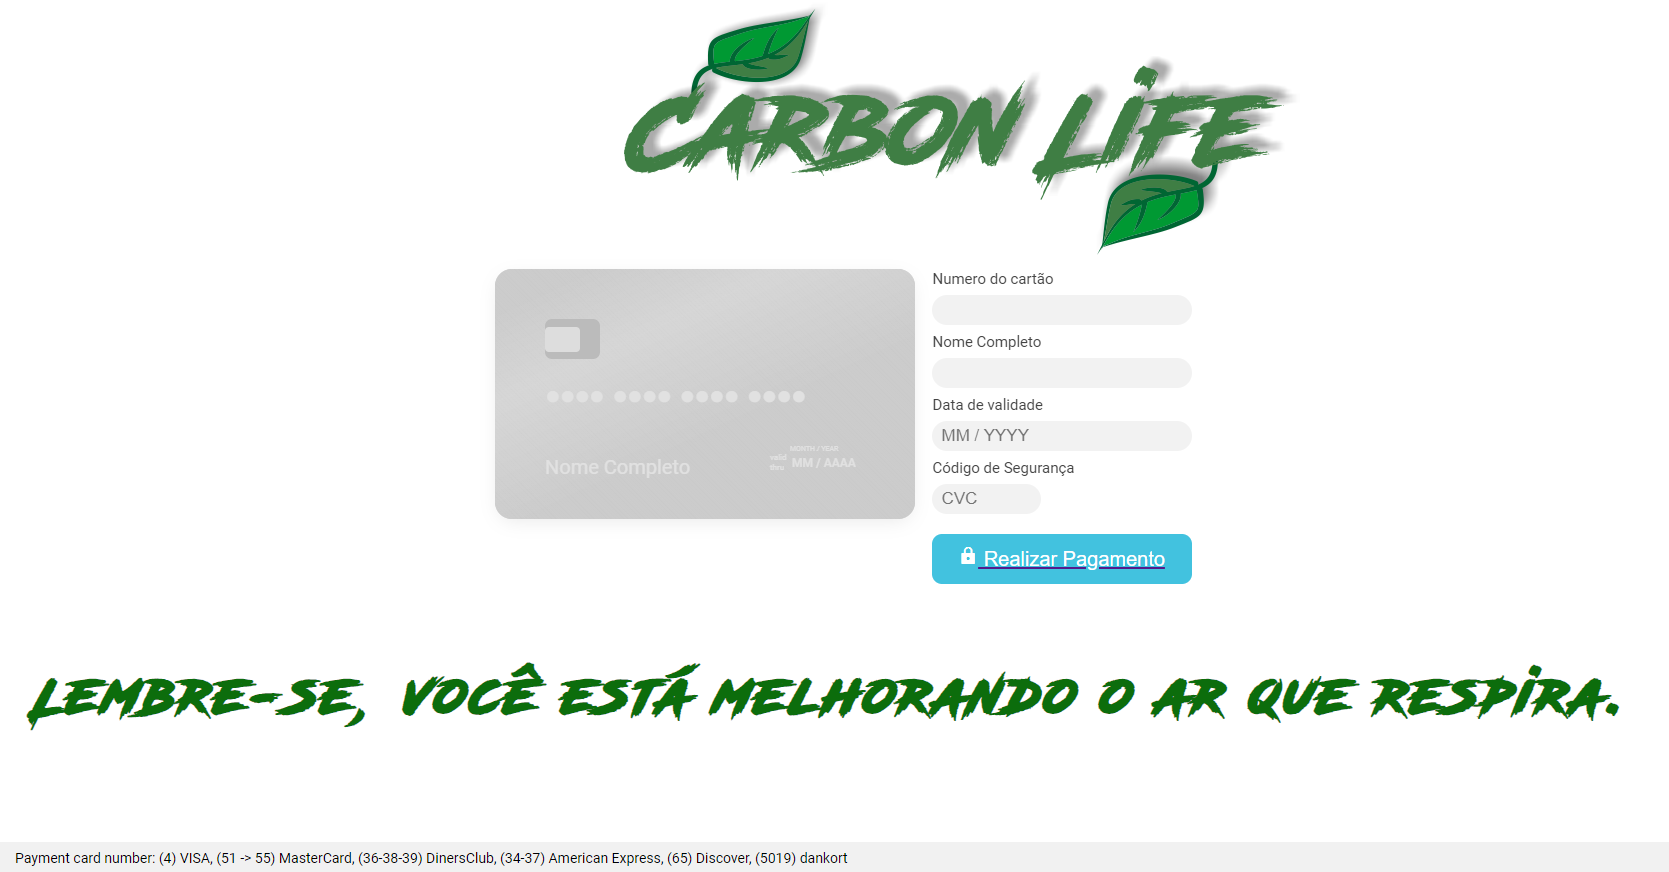 Carbon Life
Numero do cartão
Nome Completo
Data de validade
MM / YYYY
Código de Segurança
CVC
Realizar Pagamento
●●●● ●●●● ●●●● ●●●●
Nome Completo
MONTH / YEAR
valid
thru
MM / AAAA
Lembre-se, você está melhorando o ar que respira.
Payment card number: (4) VISA, (51 -> 55) MasterCard, (36-38-39) DinersClub, (34-37) American Express, (65) Discover, (5019) dankort